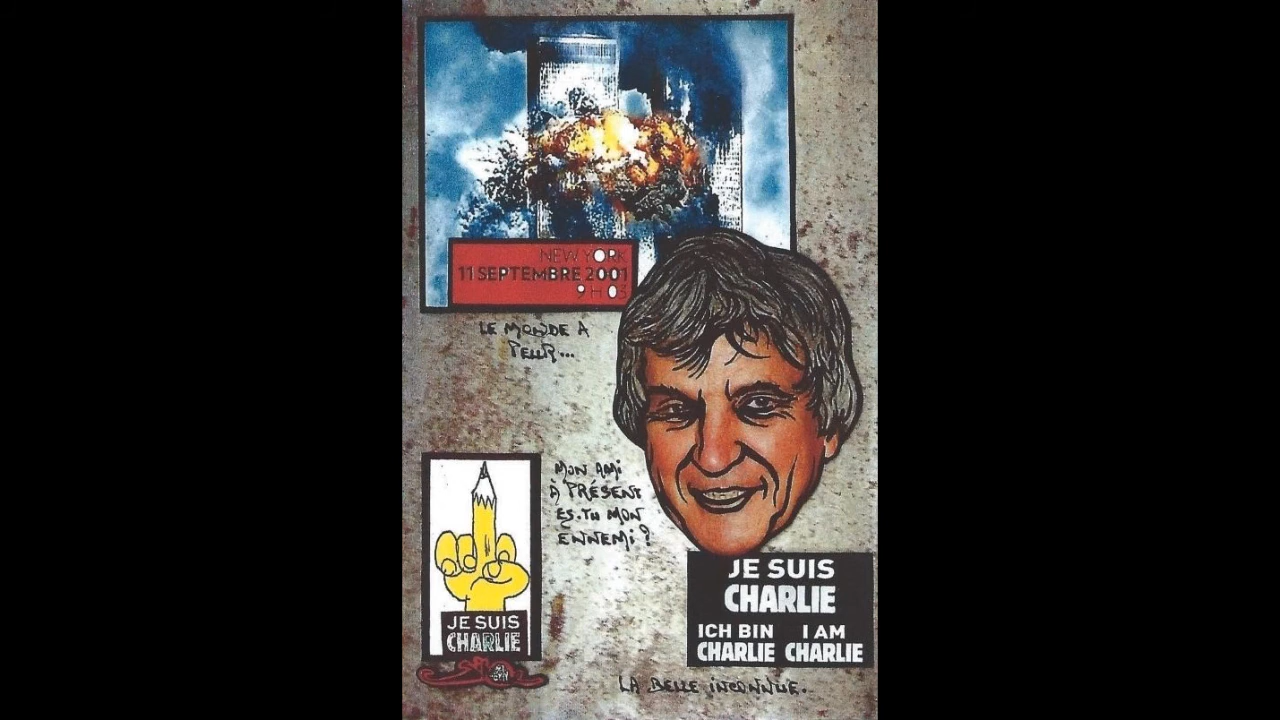 NEW YORK
11 SEPTEMBRE 2001
9 H 03
LE MONDE A
PEUR...
MON AMI
À PRÉSENT
ES-TU MON
ENNEMI ?
JE SUIS
CHARLIE
JE SUIS
CHARLIE
ICH BIN I AM
CHARLIE CHARLIE
LA BELLE INCONNUE.